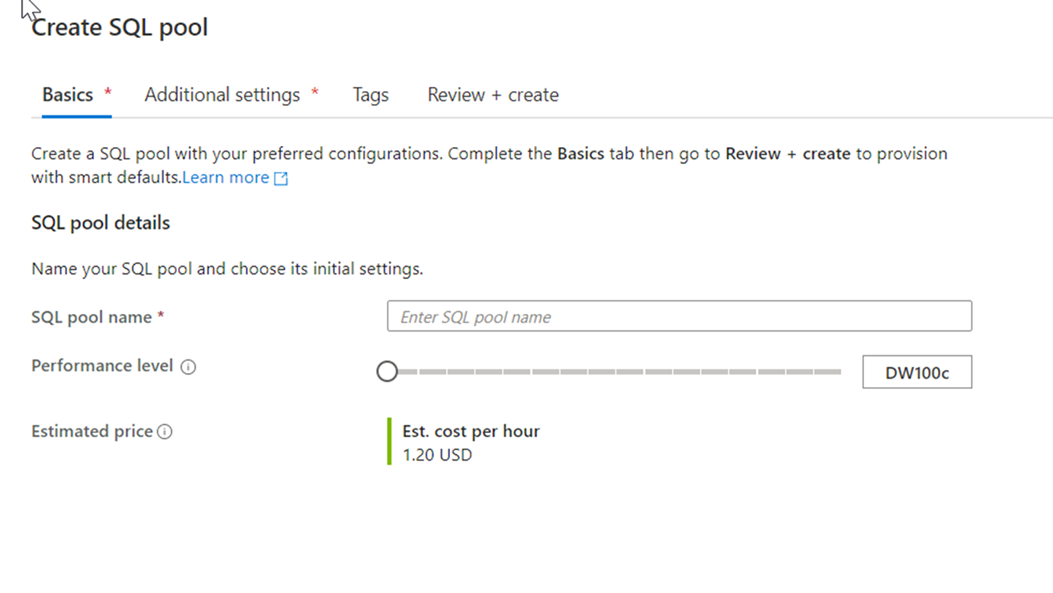 Create SQL pool
Basics * Additional settings * Tags Review + create
Create a SQL pool with your preferred configurations. Complete the Basics tab then go to Review + create to provision
with smart defaults.Learn more
SQL pool details
Name your SQL pool and choose its initial settings.
SQL pool name * Enter SQL pool name
Performance level DW100c
Estimated price Est. cost per hour
1.20 USD